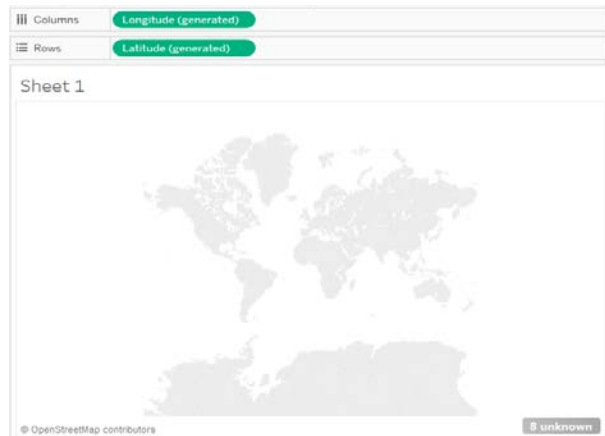 Columns Longitude (generated)
Rows Latitude (generated)
Sheet 1
© OpenStreetMap contributors 8 unknown